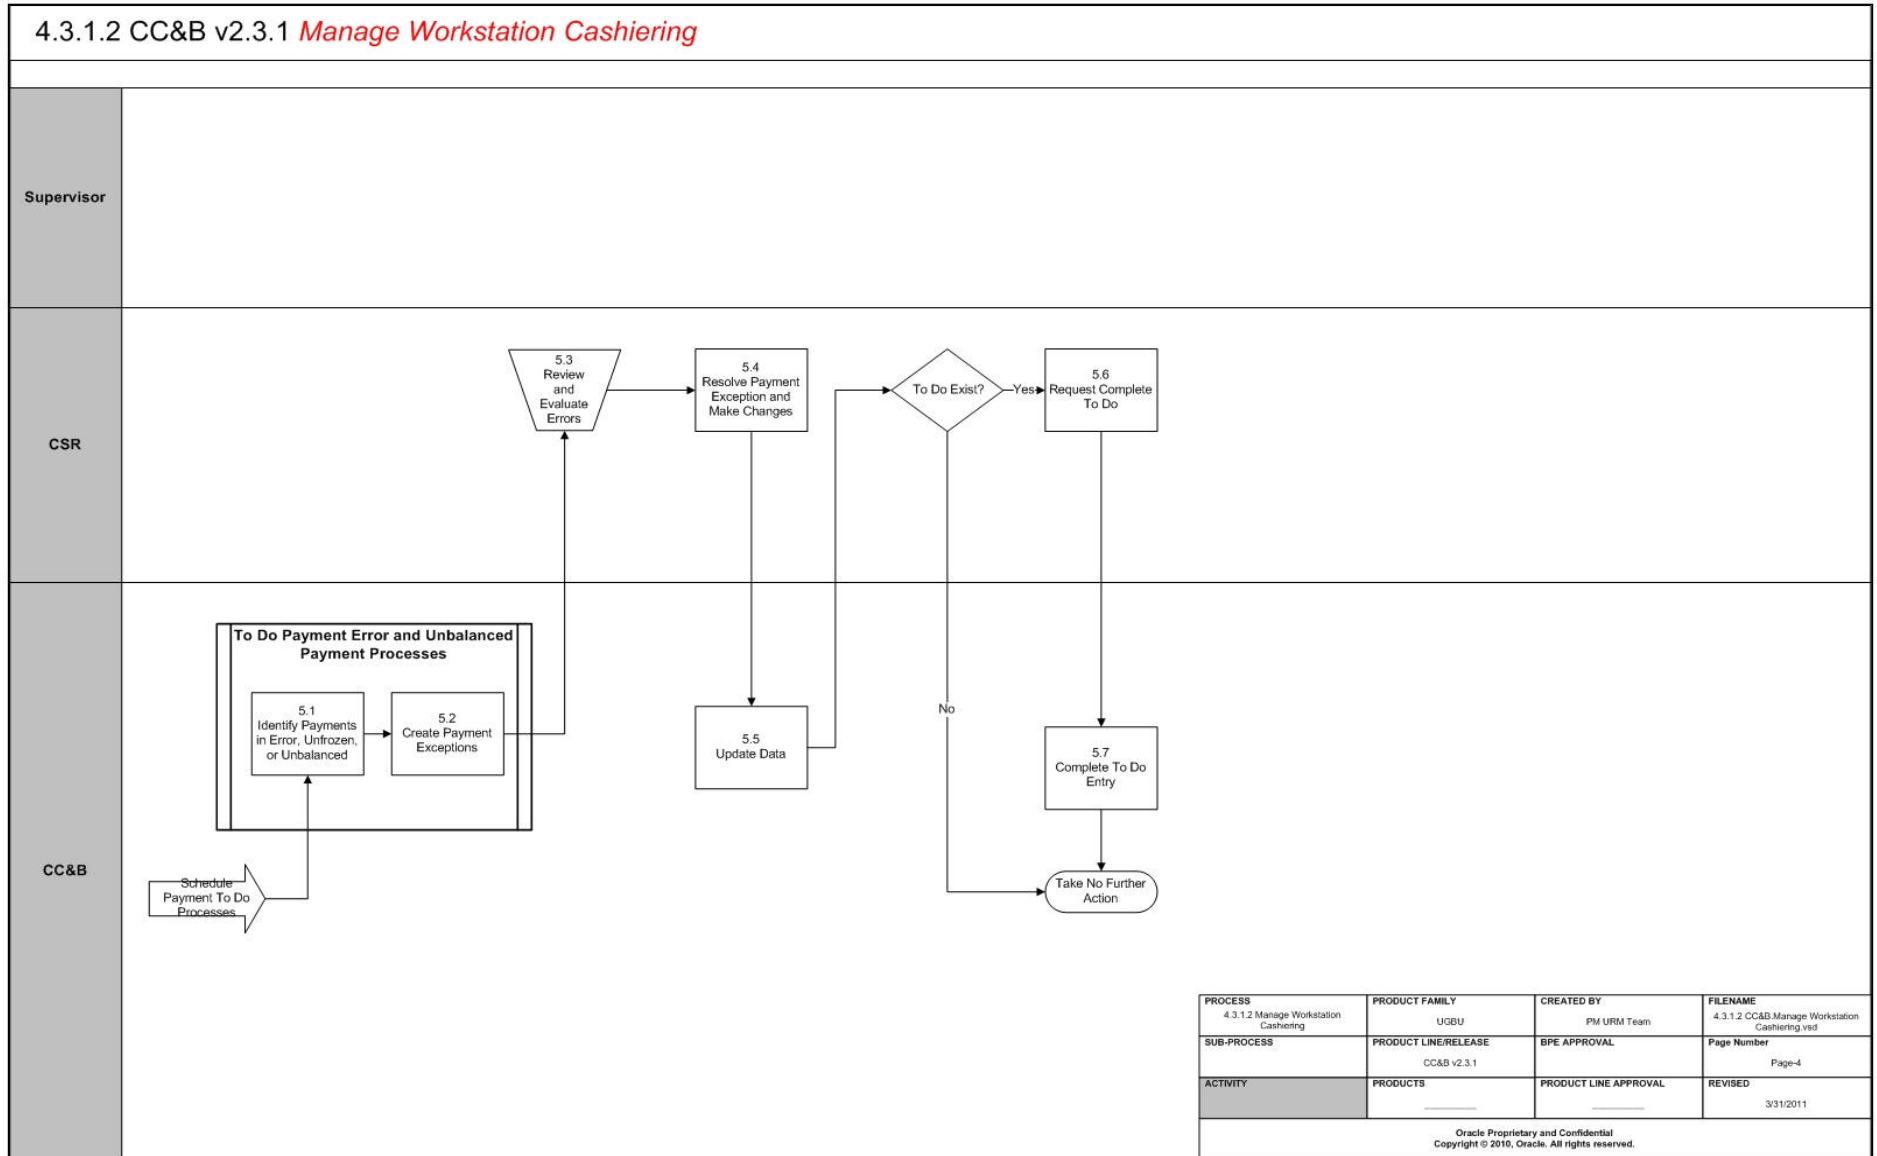 4.3.1.2 CC&B v2.3.1 Manage Workstation Cashiering
Supervisor
CSR
5.3
Review
and
Evaluate
Errors
5.4
Resolve Payment
Exception and
Make Changes
To Do Exist?
Yes
5.6
Request Complete
To Do
CC&B
To Do Payment Error and Unbalanced
Payment Processes
5.1
Identify Payments
in Error, Unfrozen,
or Unbalanced
5.2
Create Payment
Exceptions
5.5
Update Data
No
5.7
Complete To Do
Entry
Schedule
Payment To Do
Processes
Take No Further
Action
PROCESS
4.3.1.2 Manage Workstation
Cashiering
PRODUCT FAMILY
UGBU
CREATED BY
PM URM Team
FILENAME
4.3.1.2 CC&B.Manage Workstation
Cashiering.vsd
SUB-PROCESS
PRODUCT LINE/RELEASE
CC&B v2.3.1
BPE APPROVAL
Page Number
Page-4
ACTIVITY
PRODUCTS
PRODUCT LINE APPROVAL
REVISED
3/31/2011
Oracle Proprietary and Confidential
Copyright © 2010, Oracle. All rights reserved.